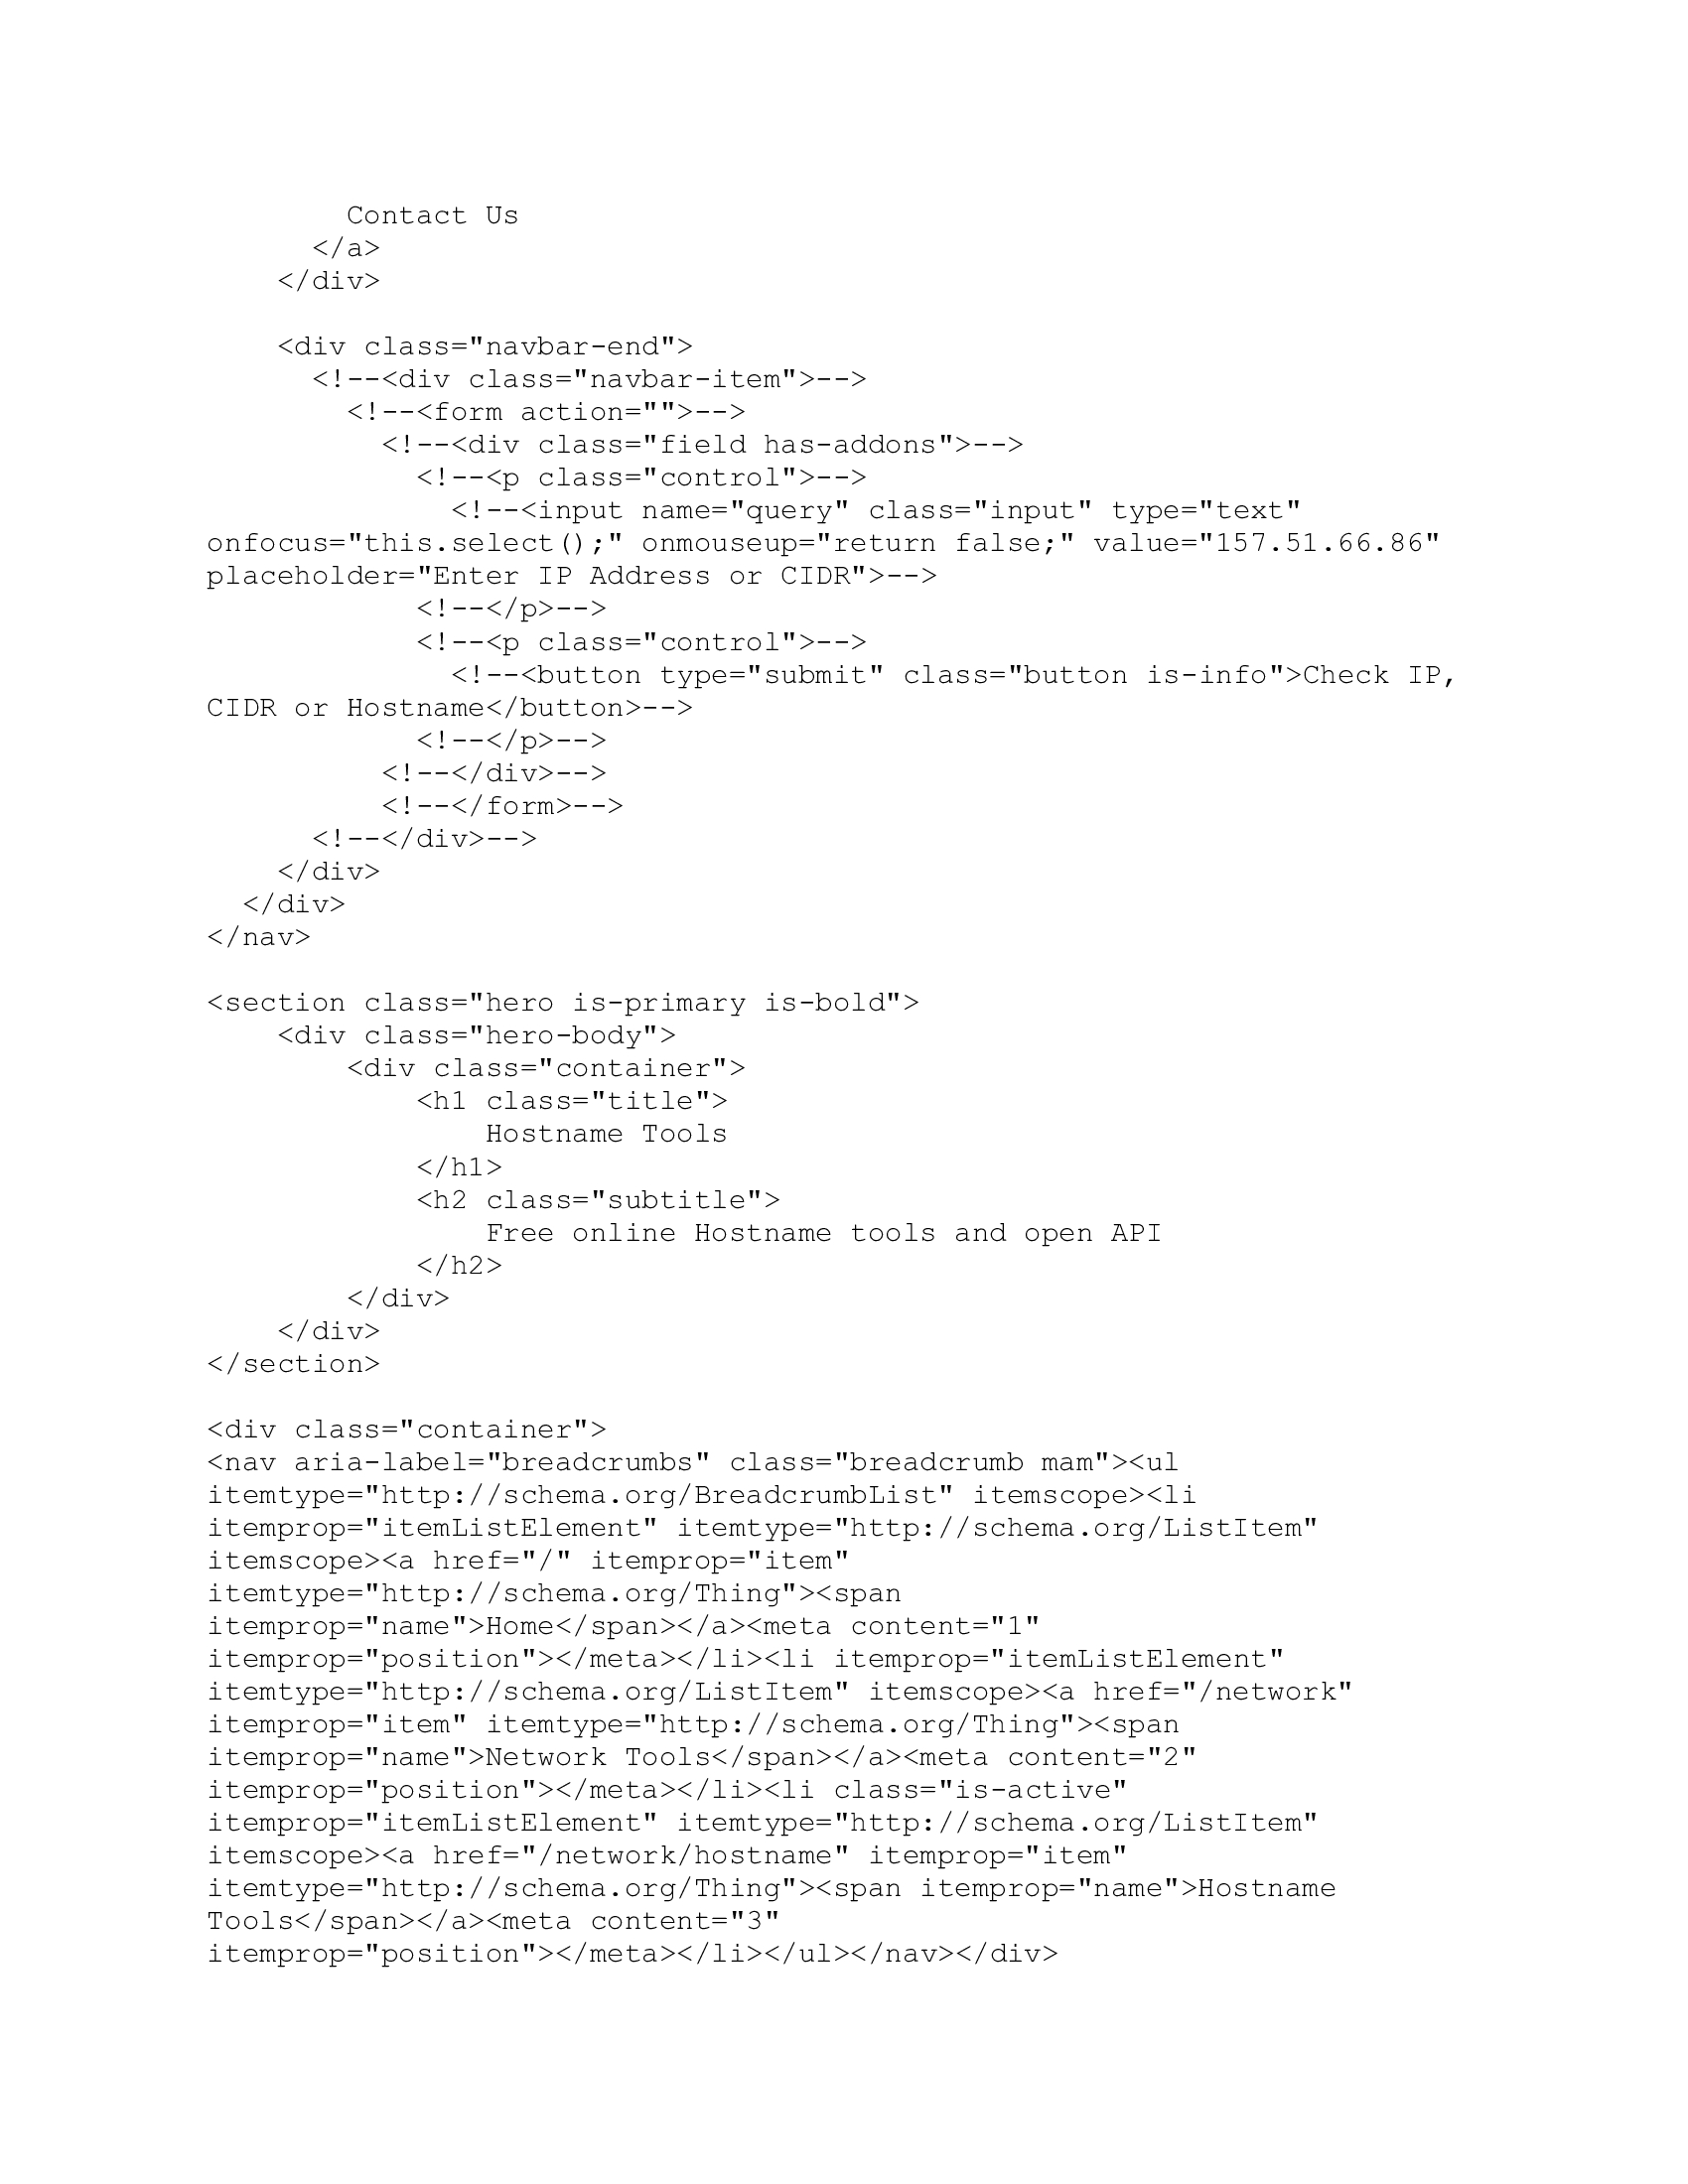 Contact Us
      </a>
    </div>

    <div class="navbar-end">
      <!--<div class="navbar-item">-->
        <!--<form action="">-->
          <!--<div class="field has-addons">-->
            <!--<p class="control">-->
              <!--<input name="query" class="input" type="text"
onfocus="this.select();" onmouseup="return false;" value="157.51.66.86"
placeholder="Enter IP Address or CIDR">-->
            <!--</p>-->
            <!--<p class="control">-->
              <!--<button type="submit" class="button is-info">Check IP,
CIDR or Hostname</button>-->
            <!--</p>-->
          <!--</div>-->
          <!--</form>-->
      <!--</div>-->
    </div>
  </div>
</nav>

<section class="hero is-primary is-bold">
    <div class="hero-body">
        <div class="container">
            <h1 class="title">
                Hostname Tools
            </h1>
            <h2 class="subtitle">
                Free online Hostname tools and open API
            </h2>
        </div>
    </div>
</section>

<div class="container">
<nav aria-label="breadcrumbs" class="breadcrumb mam"><ul
itemtype="http://schema.org/BreadcrumbList" itemscope><li
itemprop="itemListElement" itemtype="http://schema.org/ListItem"
itemscope><a href="/" itemprop="item"
itemtype="http://schema.org/Thing"><span
itemprop="name">Home</span></a><meta content="1"
itemprop="position"></meta></li><li itemprop="itemListElement"
itemtype="http://schema.org/ListItem" itemscope><a href="/network"
itemprop="item" itemtype="http://schema.org/Thing"><span
itemprop="name">Network Tools</span></a><meta content="2"
itemprop="position"></meta></li><li class="is-active"
itemprop="itemListElement" itemtype="http://schema.org/ListItem"
itemscope><a href="/network/hostname" itemprop="item"
itemtype="http://schema.org/Thing"><span itemprop="name">Hostname
Tools</span></a><meta content="3"
itemprop="position"></meta></li></ul></nav></div>